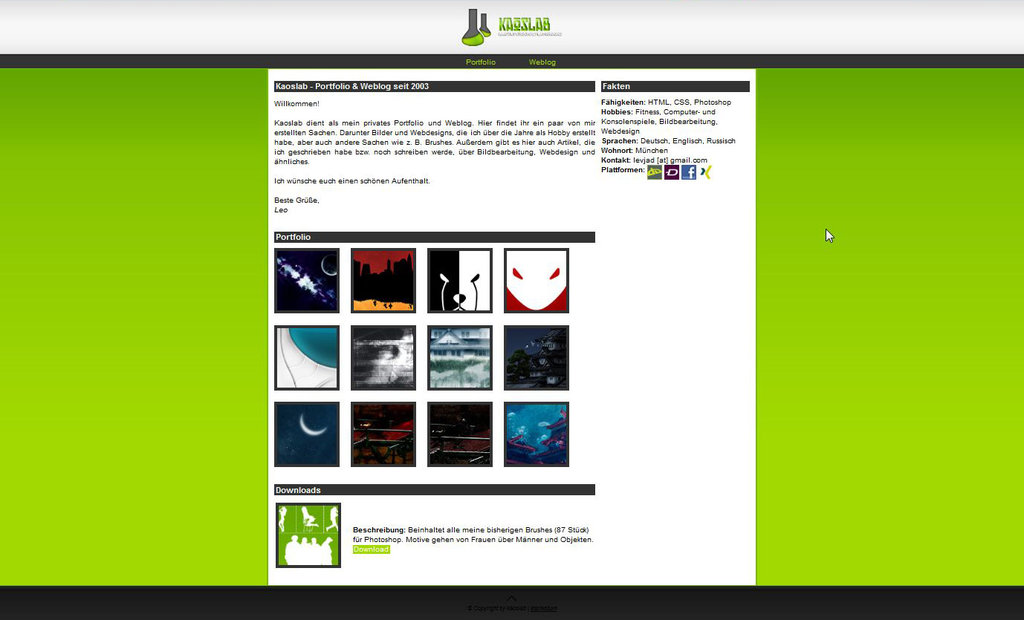 KAOSLAB
Portfolio
Weblog
Kaoslab - Portfolio & Weblog seit 2003
Willkommen!
Kaoslab dient als mein privates Portfolio und Weblog. Hier findet ihr ein paar von mir
erstellten Sachen. Darunter Bilder und Webdesigns, die ich über die Jahre als Hobby erstellt
habe, aber auch andere Sachen wie z. B. Brushes. Außerdem gibt es hier auch Artikel, die
ich geschrieben habe bzw. noch schreiben werde, über Bildbearbeitung, Webdesign und
ähnliches.
Ich wünsche euch einen schönen Aufenthalt.
Beste Grüße,
Leo
Fakten
Fähigkeiten: HTML, CSS, Photoshop
Hobbies: Fitness, Computer- und
Konsolenspiele, Bildbearbeitung,
Webdesign
Sprachen: Deutsch, Englisch, Russisch
Wohnort: München
Kontakt: levjad [at] gmail.com
Plattformen:
Portfolio
Downloads
Beschreibung: Beinhaltet alle meine bisherigen Brushes (87 Stück)
für Photoshop. Motive gehen von Frauen über Männer und Objekten.
Download
© Copyright by kaoslab | Impressum